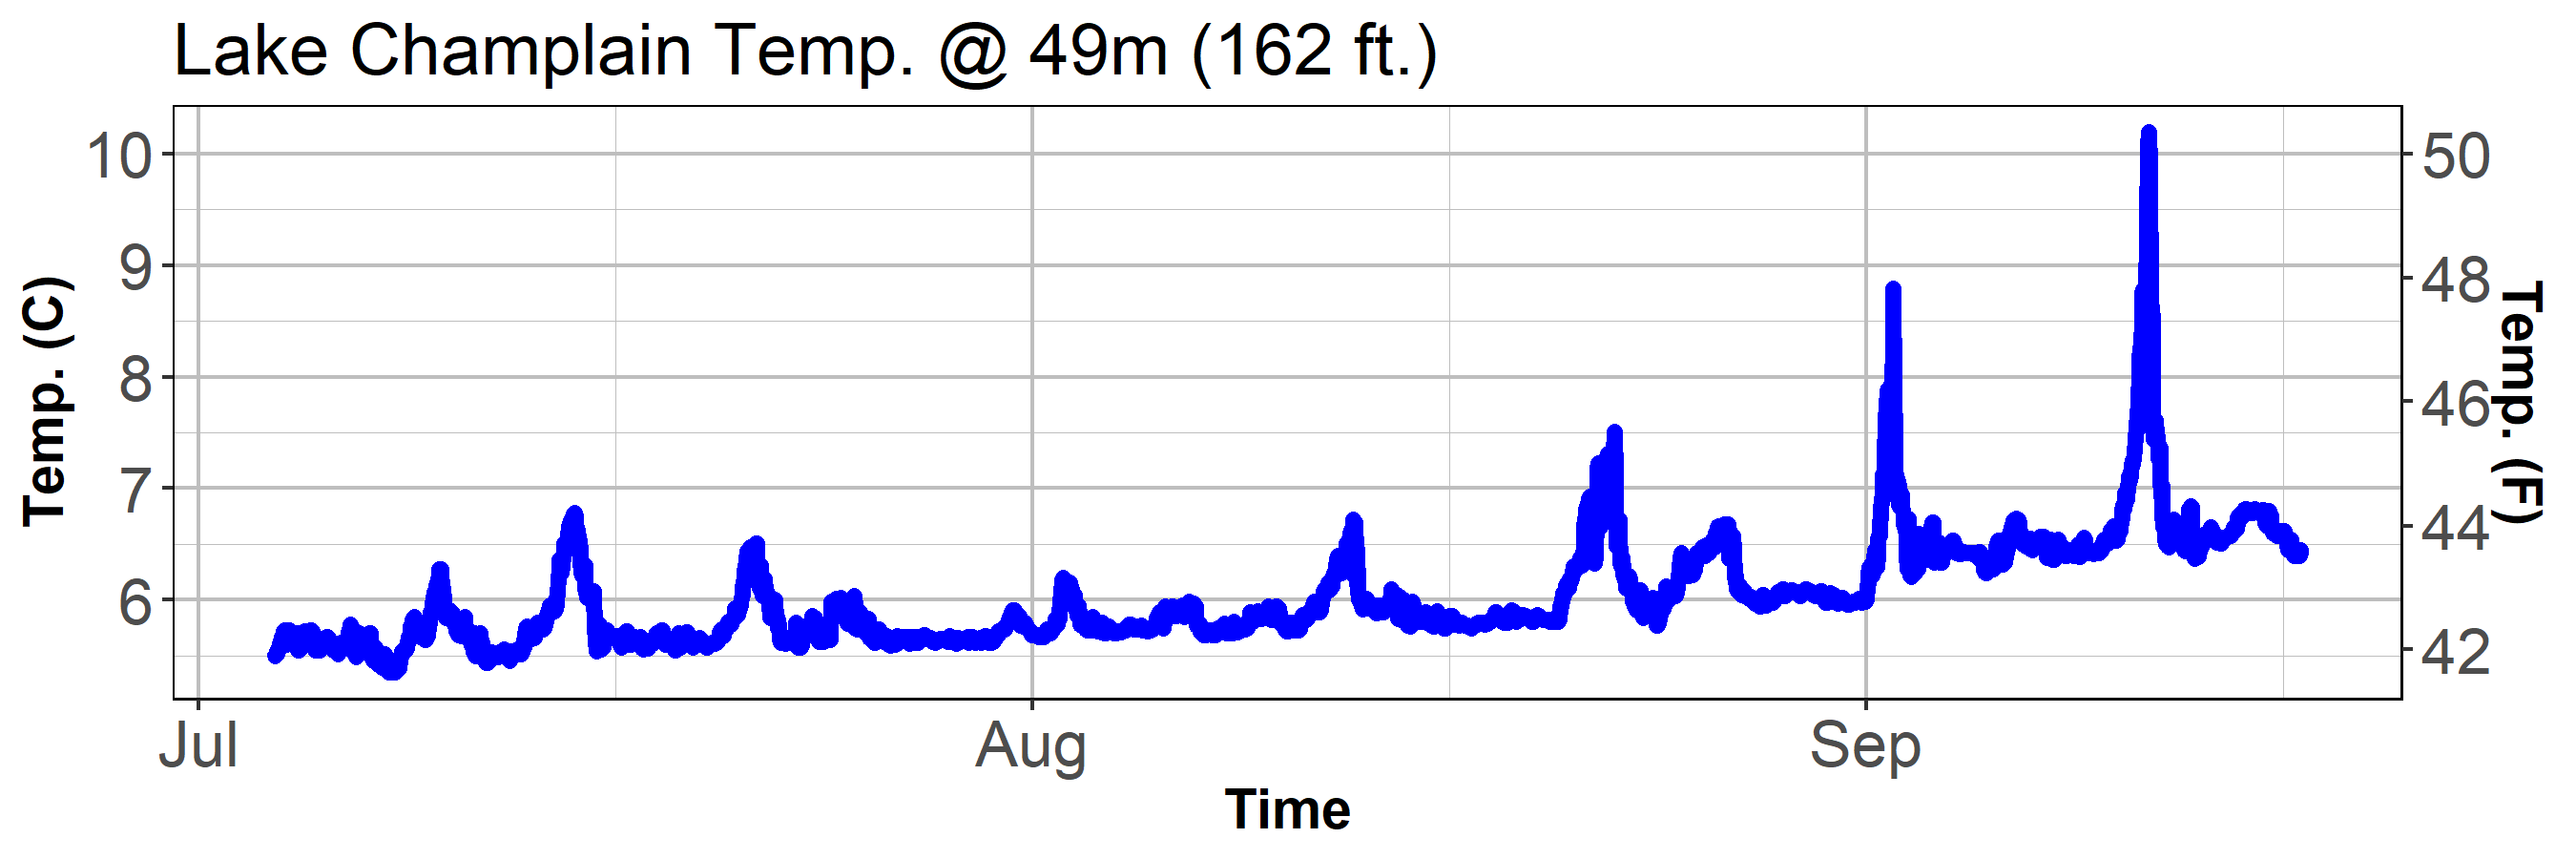 Lake Champlain Temp. @ 49m (162 ft.)
Temp. (C)
10
9
8
7
6
50
48
46
44
42
Temp. (F)
Jul Aug Sep
Time